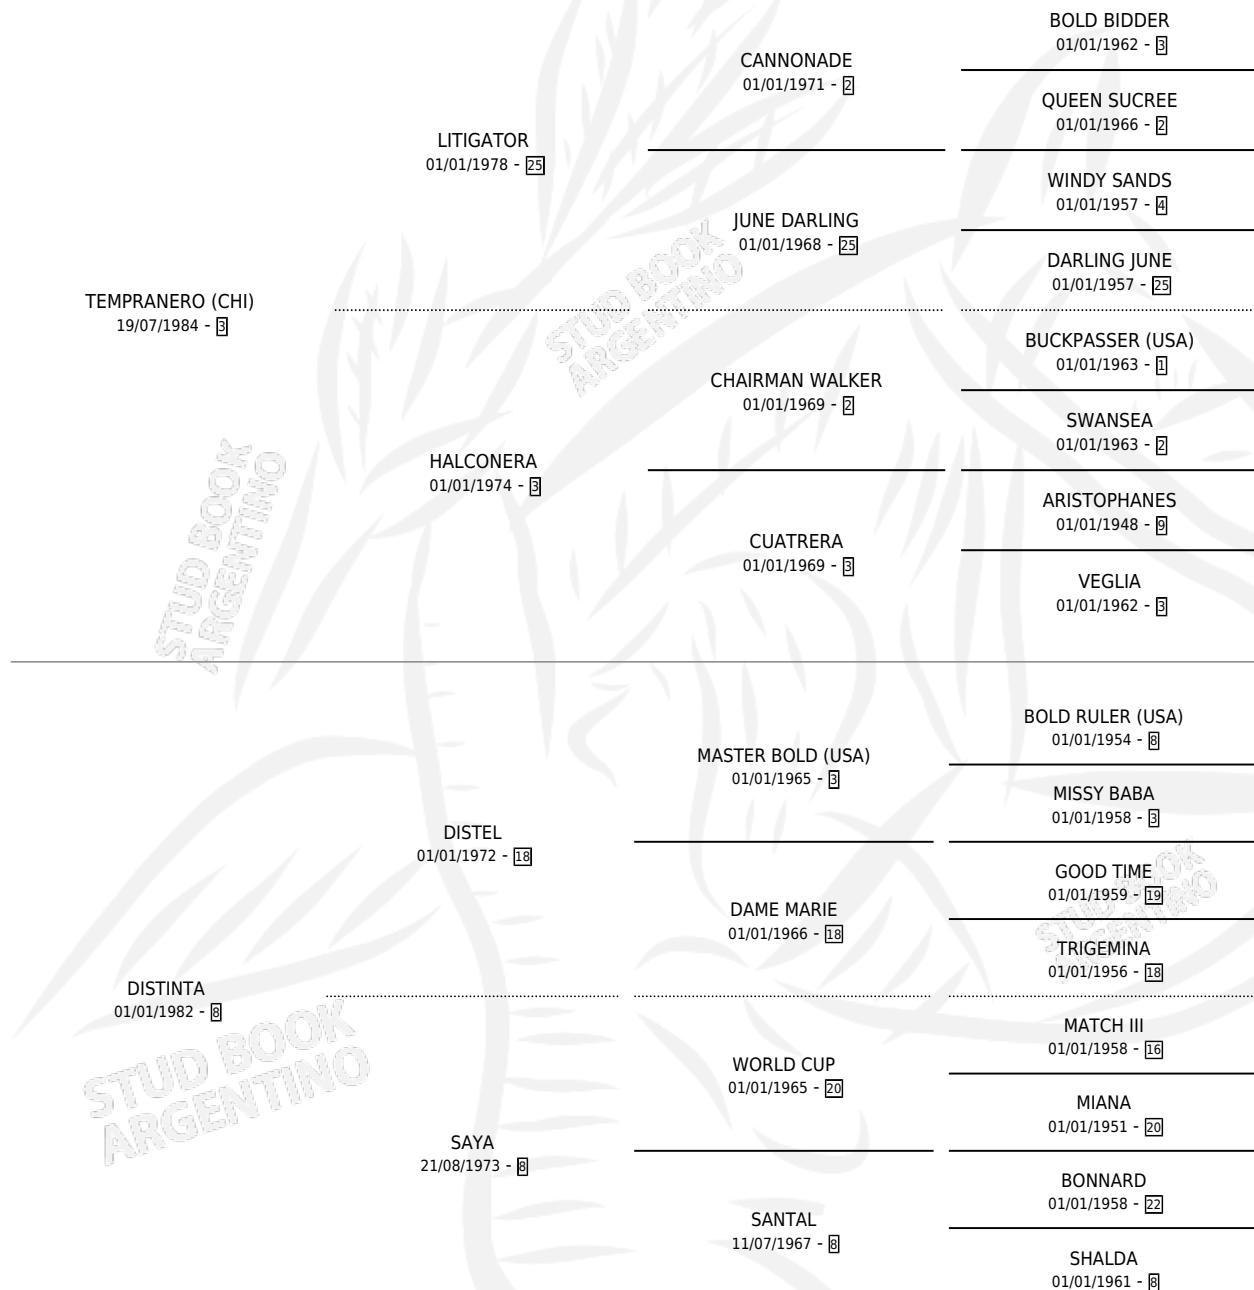 BOLD BIDDER
01/01/1962 - 3
CANNONADE
01/01/1971 - 2
QUEEN SUCREE
01/01/1966 - 2
LITIGATOR
01/01/1978 - 25
WINDY SANDS
01/01/1957 - 4
JUNE DARLING
01/01/1968 - 25
DARLING JUNE
01/01/1957 - 25
TEMPRANERO (CHI)
19/07/1984 - 3
STUD BOOK
ARGENTINO
BUCKPASSER (USA)
01/01/1963 - 1
CHAIRMAN WALKER
01/01/1969 - 2
SWANSEA
01/01/1963 - 2
HALCONERA
01/01/1974 - 3
ARISTOPHANES
01/01/1948 - 9
CUATRERA
01/01/1969 - 3
VEGLIA
01/01/1962 - 3
STUD BOOK
ARGENTINO
BOLD RULER (USA)
01/01/1954 - 8
MASTER BOLD (USA)
01/01/1965 - 3
MISSY BABA
01/01/1958 - 3
DISTEL
01/01/1972 - 18
GOOD TIME
01/01/1959 - 19
DAME MARIE
01/01/1966 - 18
STUD BOOK
ARGENTINO
TRIGEMINA
01/01/1956 - 18
DISTINTA
01/01/1982 - 8
MATCH III
01/01/1958 - 16
WORLD CUP
01/01/1965 - 20
STUD BOOK
ARGENTINO
MIANA
01/01/1951 - 20
SAYA
21/08/1973 - 8
BONNARD
01/01/1958 - 22
SANTAL
11/07/1967 - 8
SHALDA
01/01/1961 - 8